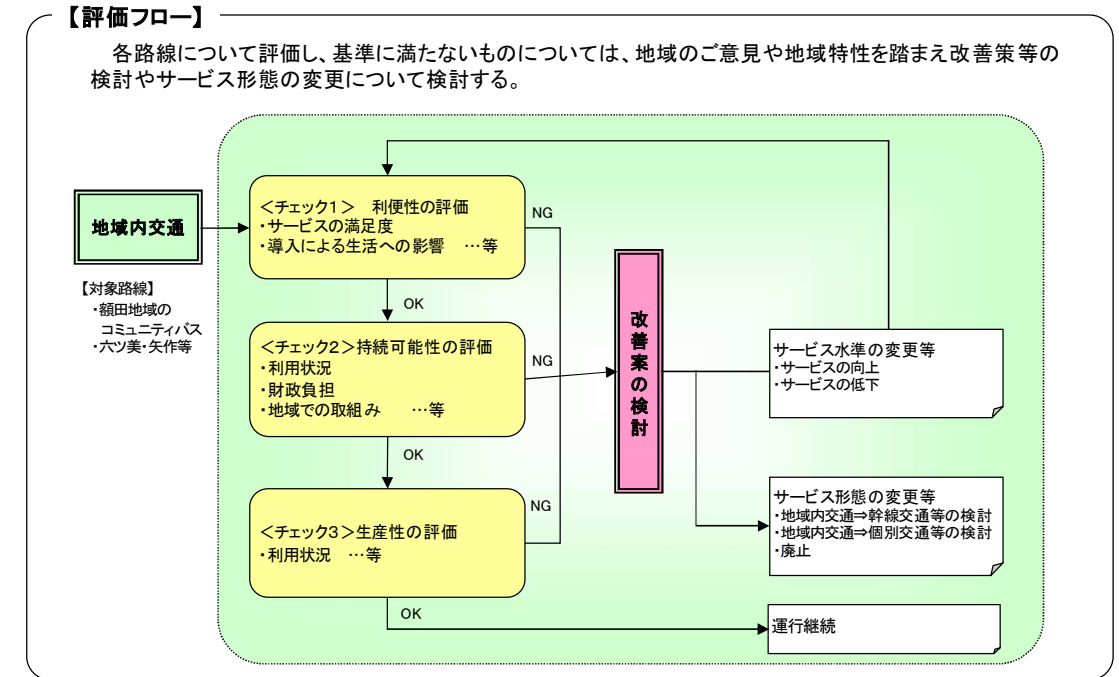 【評価フロー】
各路線について評価し、基準に満たないものについては、地域のご意見や地域特性を踏まえ改善策等の
検討やサービス形態の変更について検討する。
地域内交通
【対象路線】
・額田地域の
コミュニティバス
・六ツ美・矢作等
＜チェック1＞ 利便性の評価
・サービスの満足度
・導入による生活への影響 …等
NG
OK
＜チェック2＞持続可能性の評価
・利用状況
・財政負担
・地域での取組み …等
NG
OK
＜チェック3＞生産性の評価
・利用状況 …等
NG
OK
改善案の検討
サービス水準の変更等
・サービスの向上
・サービスの低下
サービス形態の変更等
・地域内交通⇒幹線交通等の検討
・地域内交通⇒個別交通等の検討
・廃止
運行継続